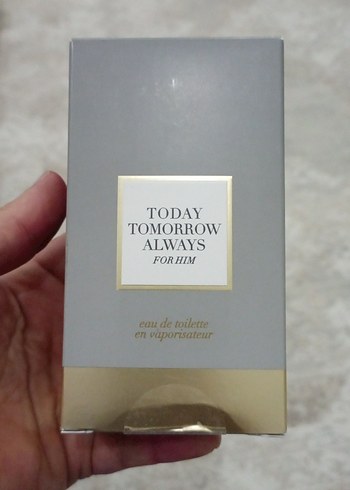 TODAY
TOMORROW
ALWAYS
FOR HIM
eau de toilette
en vaporisateur